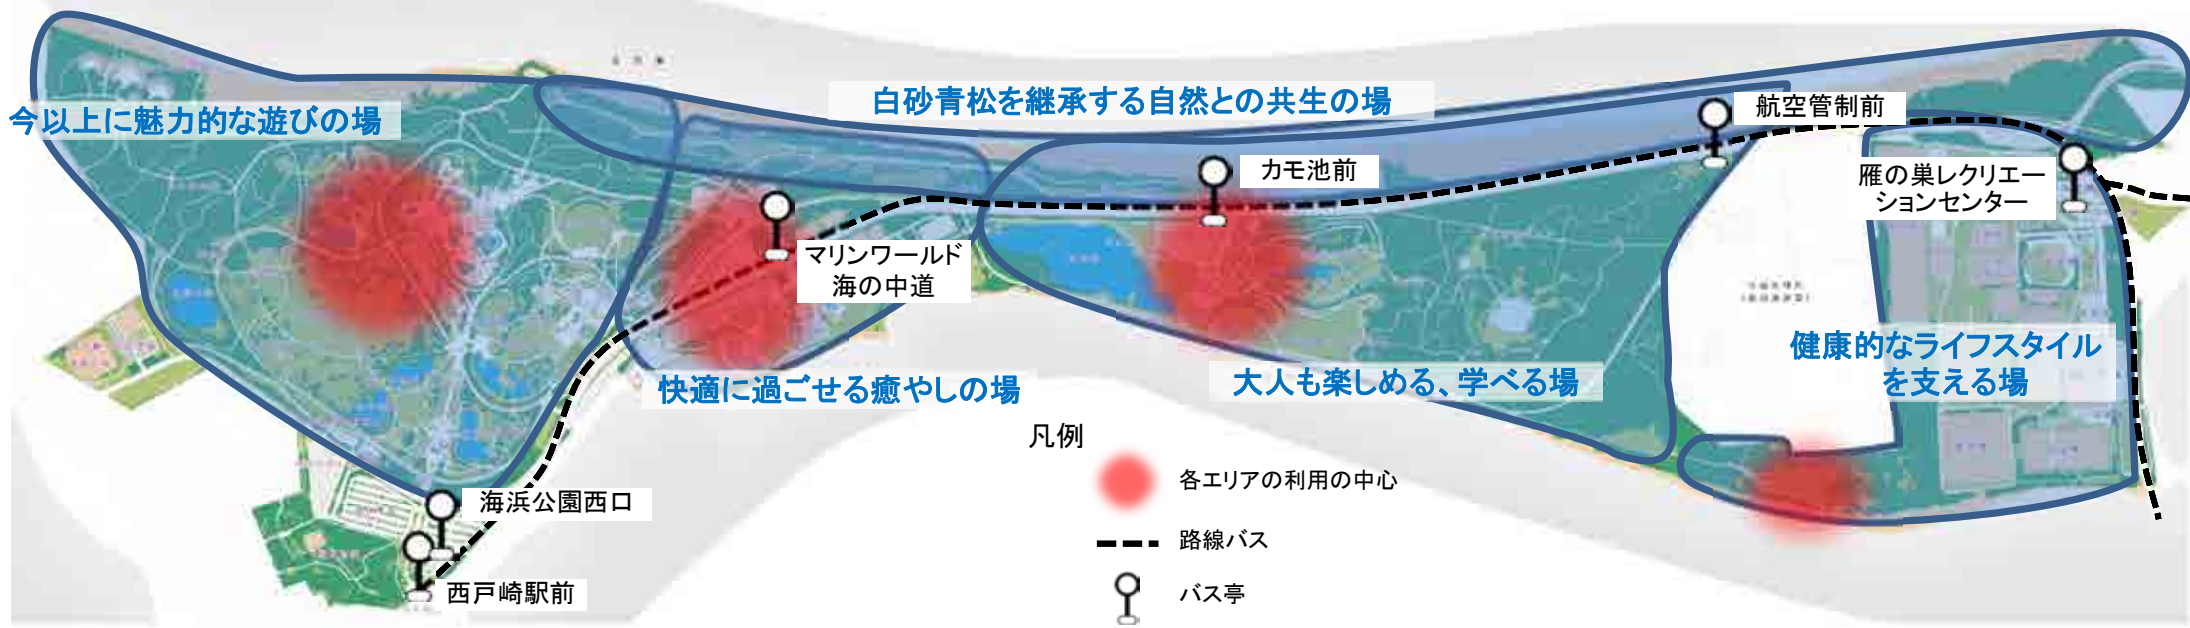 白砂青松を継承する自然との共生の場
今以上に魅力的な遊びの場
航空管制前
カモ池前
雁の巣レクリエー
ションセンター
マリンワールド
海の中道
健康的なライフスタイル
を支える場
快適に過ごせる癒やしの場
大人も楽しめる、学べる場
凡例
各エリアの利用の中心
路線バス
バス亭
海浜公園西口
西戸崎駅前